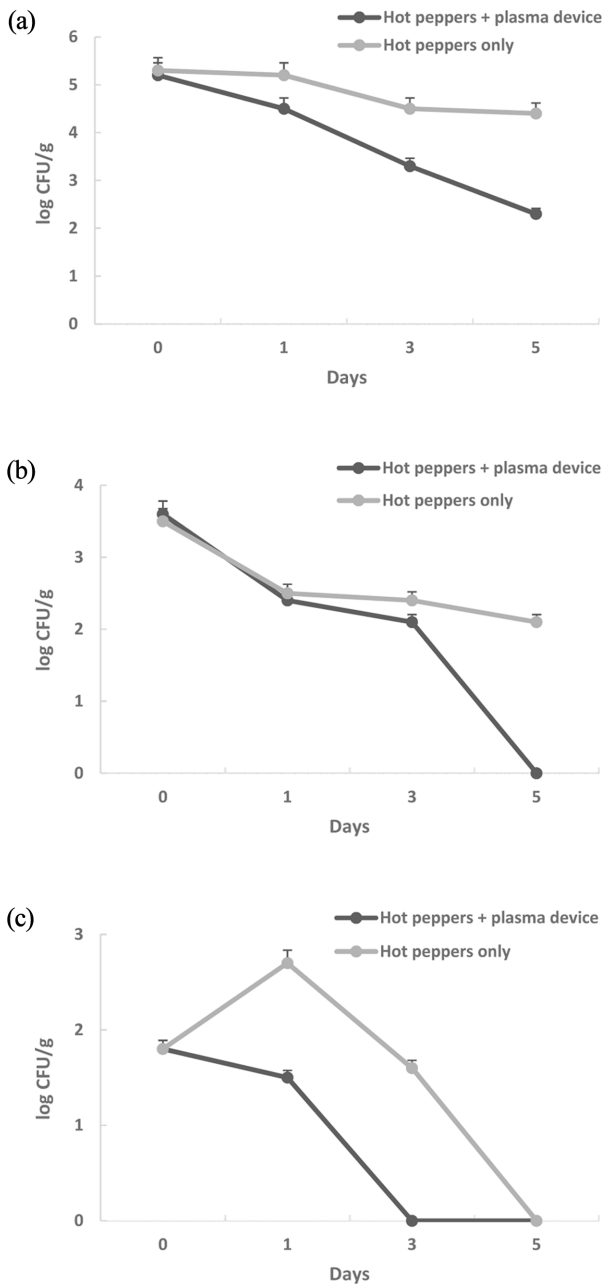 (a)
Hot peppers + plasma device
Hot peppers only
6
5
4
3
2
1
0
log CFU/g
0 1 3 5
Days
(b)
Hot peppers + plasma device
Hot peppers only
4
3
2
1
0
log CFU/g
0 1 3 5
Days
(c)
Hot peppers + plasma device
Hot peppers only
3
2
1
0
log CFU/g
0 1 3 5
Days